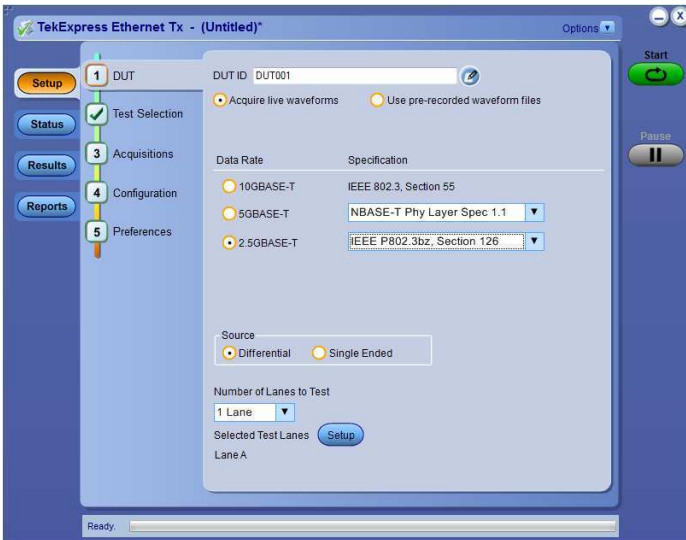 TekExpress Ethernet Tx - (Untitled)*
Options
Start
Pause
Setup
Status
Results
Reports
1 DUT
Test Selection
3 Acquisitions
4 Configuration
5 Preferences
DUT ID DUT001
Acquire live waveforms
Use pre-recorded waveform files
Data Rate Specification
10GBASE-T IEEE 802.3, Section 55
5GBASE-T NBASE-T Phy Layer Spec 1.1
2.5GBASE-T IEEE P802.3bz, Section 126
Source
Differential Single Ended
Number of Lanes to Test
1 Lane
Selected Test Lanes Setup
Lane A
Ready.